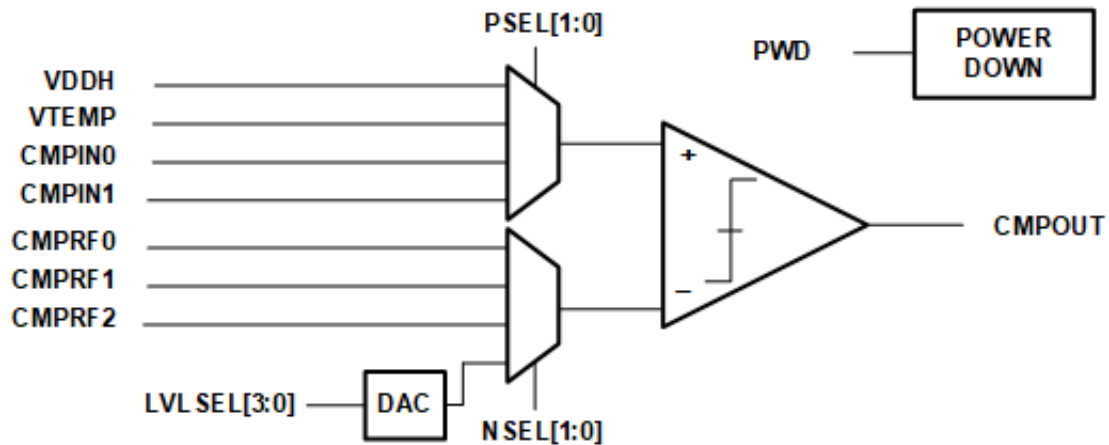 PSEL[1:0]
PWD
POWER
DOWN
VDDH
VTEMP
CMPIN0
CMPIN1
CMPRF0
CMPRF1
CMPRF2
+
−
CMPOUT
LVLSEL[3:0]
DAC
NSEL[1:0]